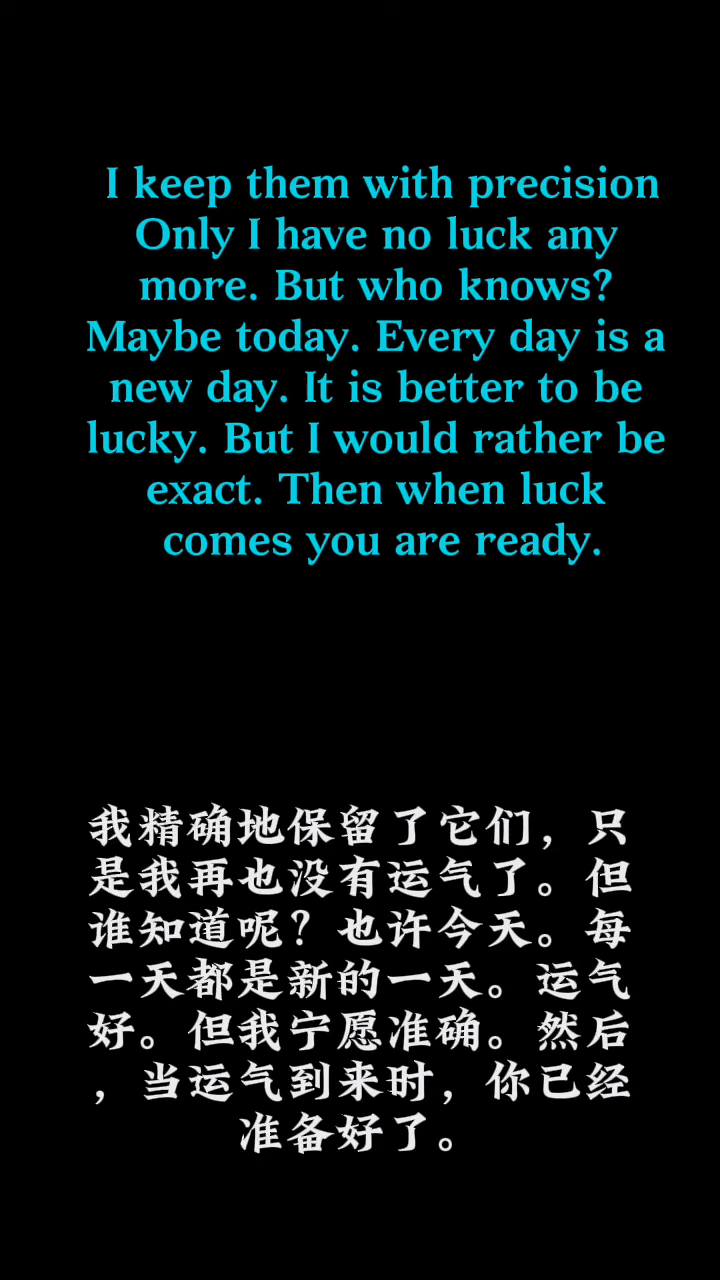 I keep them with precision
Only I have no luck any
more. But who knows?
Maybe today. Every day is a
new day. It is better to be
lucky. But I would rather be
exact. Then when luck
comes you are ready.
我精确地保留了它们，只
是我再也没有运气了。但
谁知道呢？也许今天。每
一天都是新的一天。运气
好。但我宁愿准确。然后
，当运气到来时，你已经
准备好了。